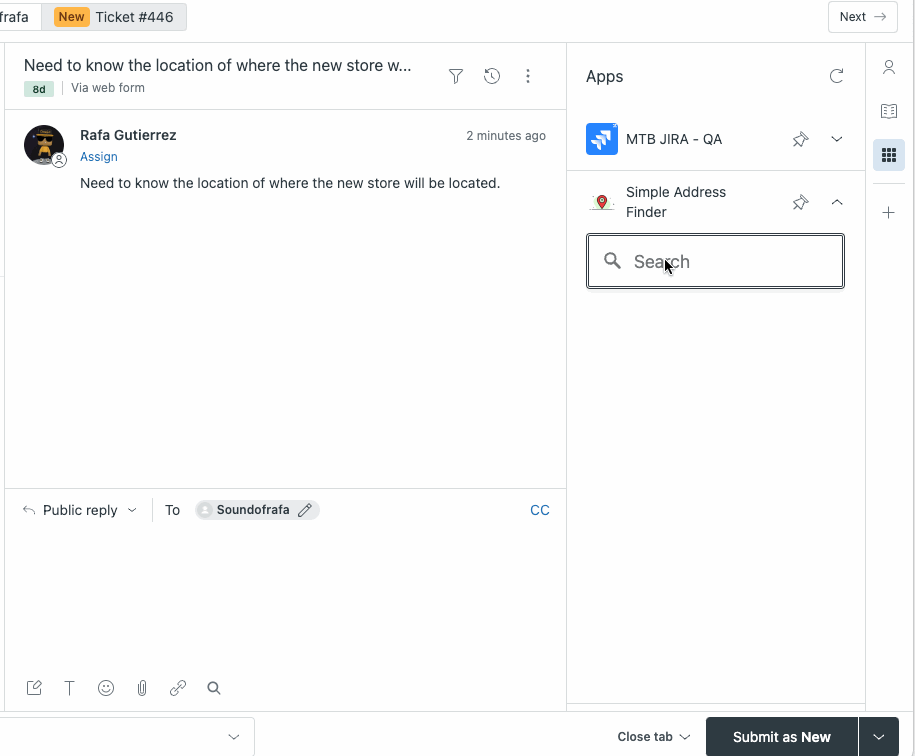 frafa
New Ticket #446
Next
Need to know the location of where the new store w...
8d Via web form
Rafa Gutierrez 2 minutes ago
Assign
Need to know the location of where the new store will be located.
Public reply To Soundofrafa CC
Apps
MTB JIRA - QA
Simple Address
Finder
Search
Close tab Submit as New